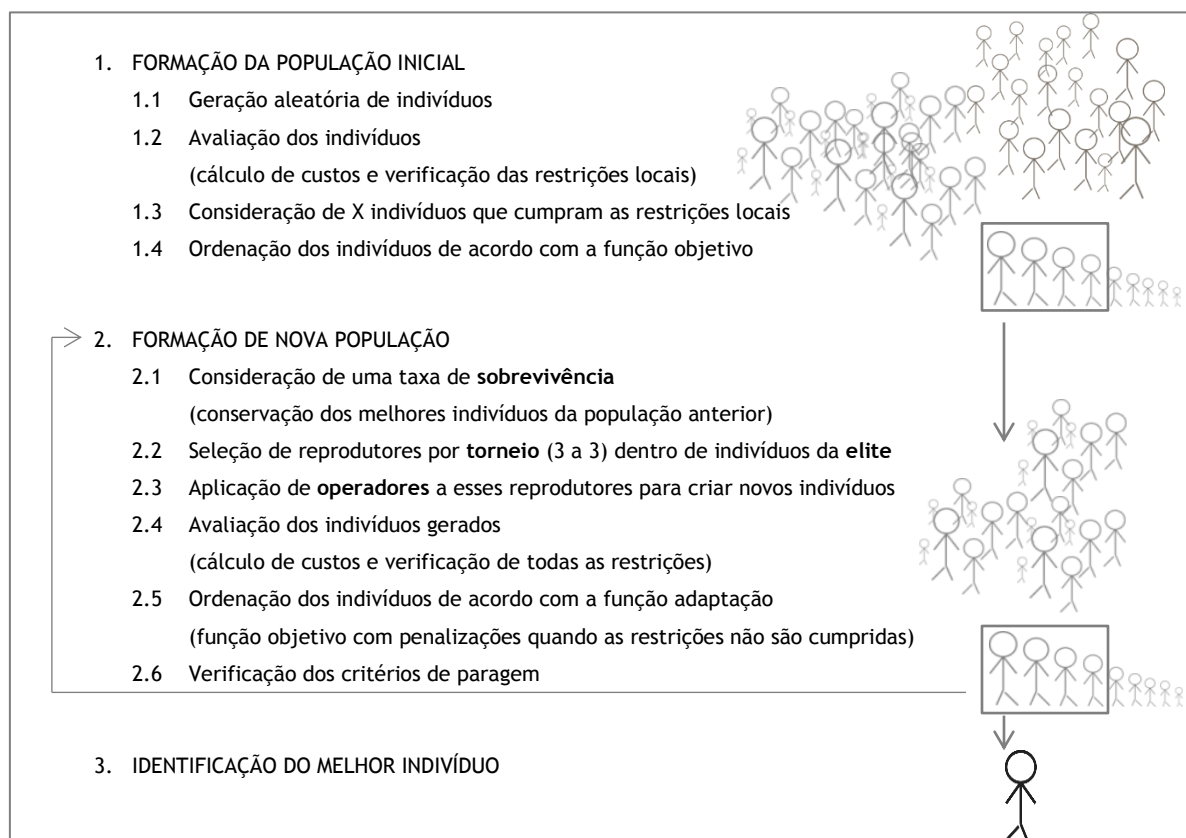 1. FORMAÇÃO DA POPULAÇÃO INICIAL
1.1 Geração aleatória de indivíduos
1.2 Avaliação dos indivíduos
(cálculo de custos e verificação das restrições locais)
1.3 Consideração de X indivíduos que cumpram as restrições locais
1.4 Ordenação dos indivíduos de acordo com a função objetivo
2. FORMAÇÃO DE NOVA POPULAÇÃO
2.1 Consideração de uma taxa de sobrevivência
(conservação dos melhores indivíduos da população anterior)
2.2 Seleção de reprodutores por torneio (3 a 3) dentro de indivíduos da elite
2.3 Aplicação de operadores a esses reprodutores para criar novos indivíduos
2.4 Avaliação dos indivíduos gerados
(cálculo de custos e verificação de todas as restrições)
2.5 Ordenação dos indivíduos de acordo com a função adaptação
(função objetivo com penalizações quando as restrições não são cumpridas)
2.6 Verificação dos critérios de paragem
3. IDENTIFICAÇÃO DO MELHOR INDIVÍDUO